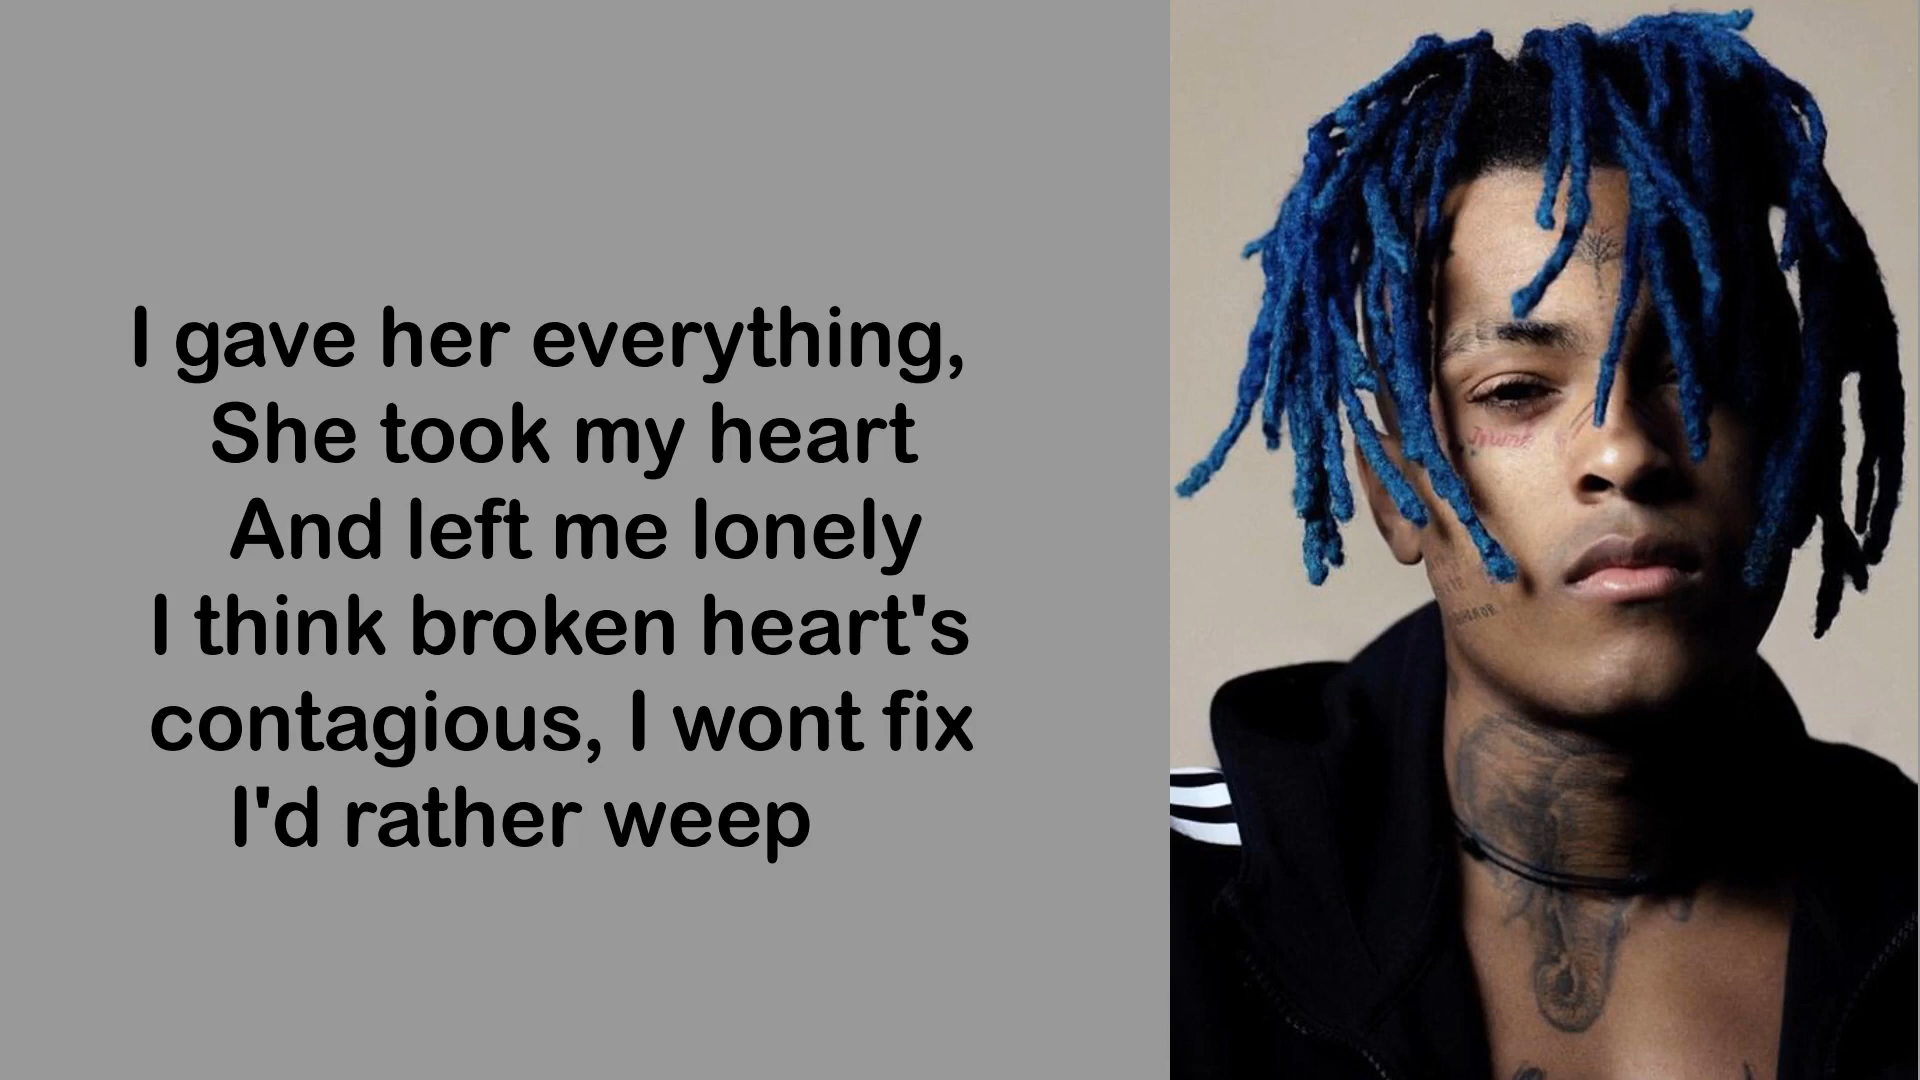 I gave her everything,
She took my heart
And left me lonely
I think broken heart's
contagious, I wont fix
I'd rather weep